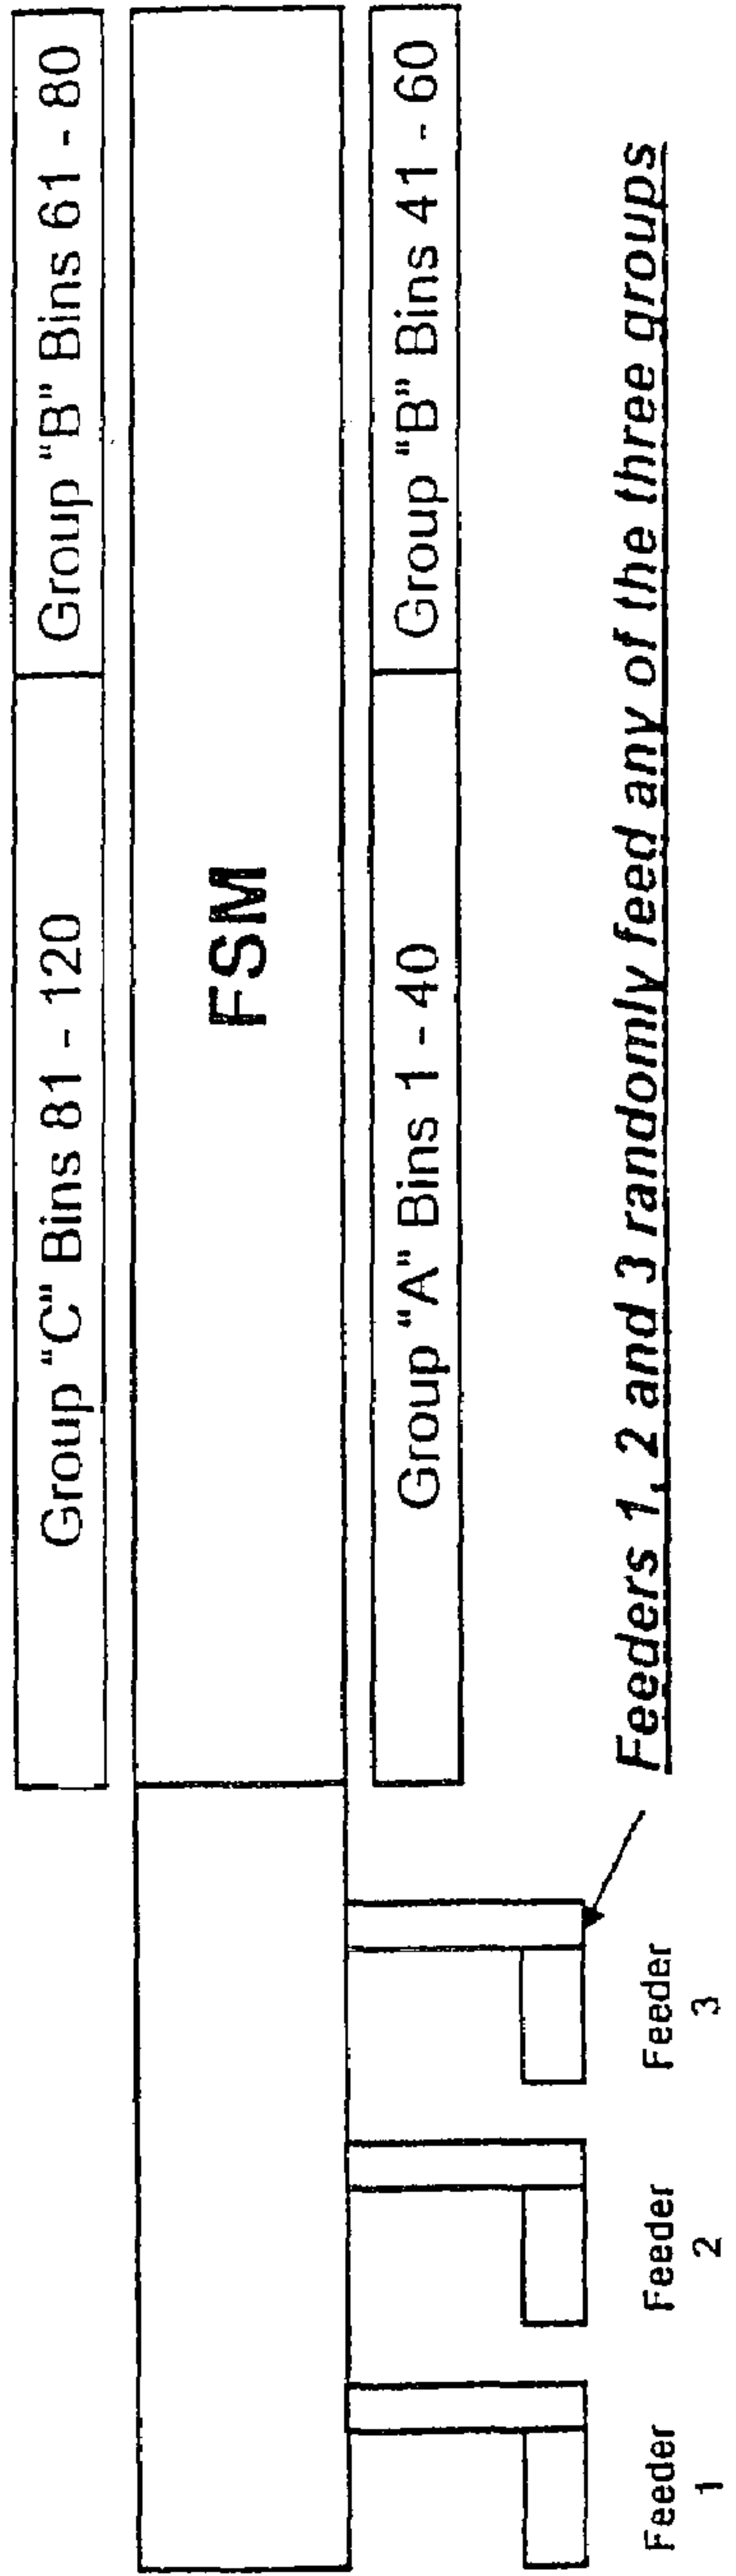 Group "C" Bins 81 - 120
Group "B" Bins 61 - 80
FSM
Group "A" Bins 1 - 40
Group "B" Bins 41 - 60
Feeders 1, 2 and 3 randomly feed any of the three groups
Feeder
1
Feeder
2
Feeder
3